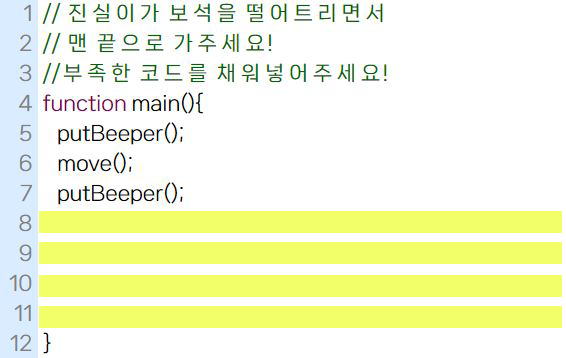 1 // 진실이가 보석을 떨어트리면서
2 // 맨 끝으로 가주세요!
3 //부족한 코드를 채워넣어주세요!
4 function main(){
5 putBeeper();
6 move();
7 putBeeper();
8
9
10
11
12 }